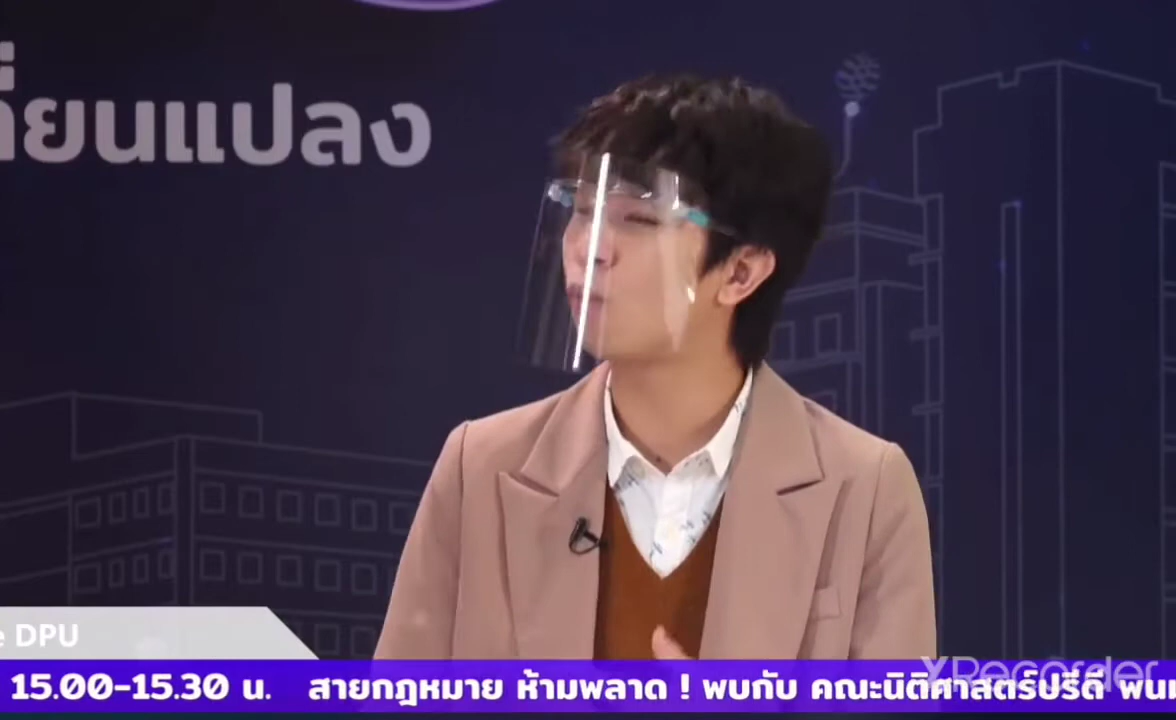 ี่ยนแปลง
e DPU
15.00-15.30 น. สายกฎหมาย ห้ามพลาด ! พบกับ คณะนิติศาสตร์ปรีดี พนม
XRecorder